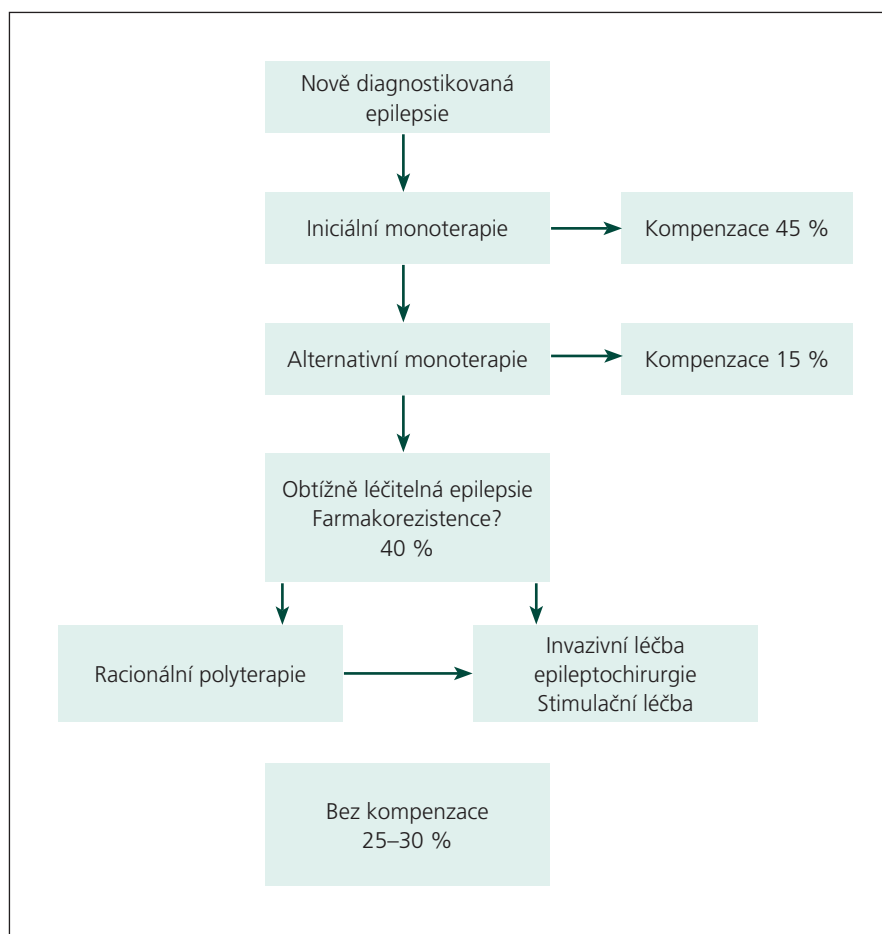 Nově diagnostikovaná
epilepsie
Iniciální monoterapie
Kompenzace 45 %
Alternativní monoterapie
Kompenzace 15 %
Obtížně léčitelná epilepsie
Farmakorezistence?
40 %
Racionální polyterapie
Invazivní léčba
epileptochirurgie
Stimulační léčba
Bez kompenzace
25–30 %